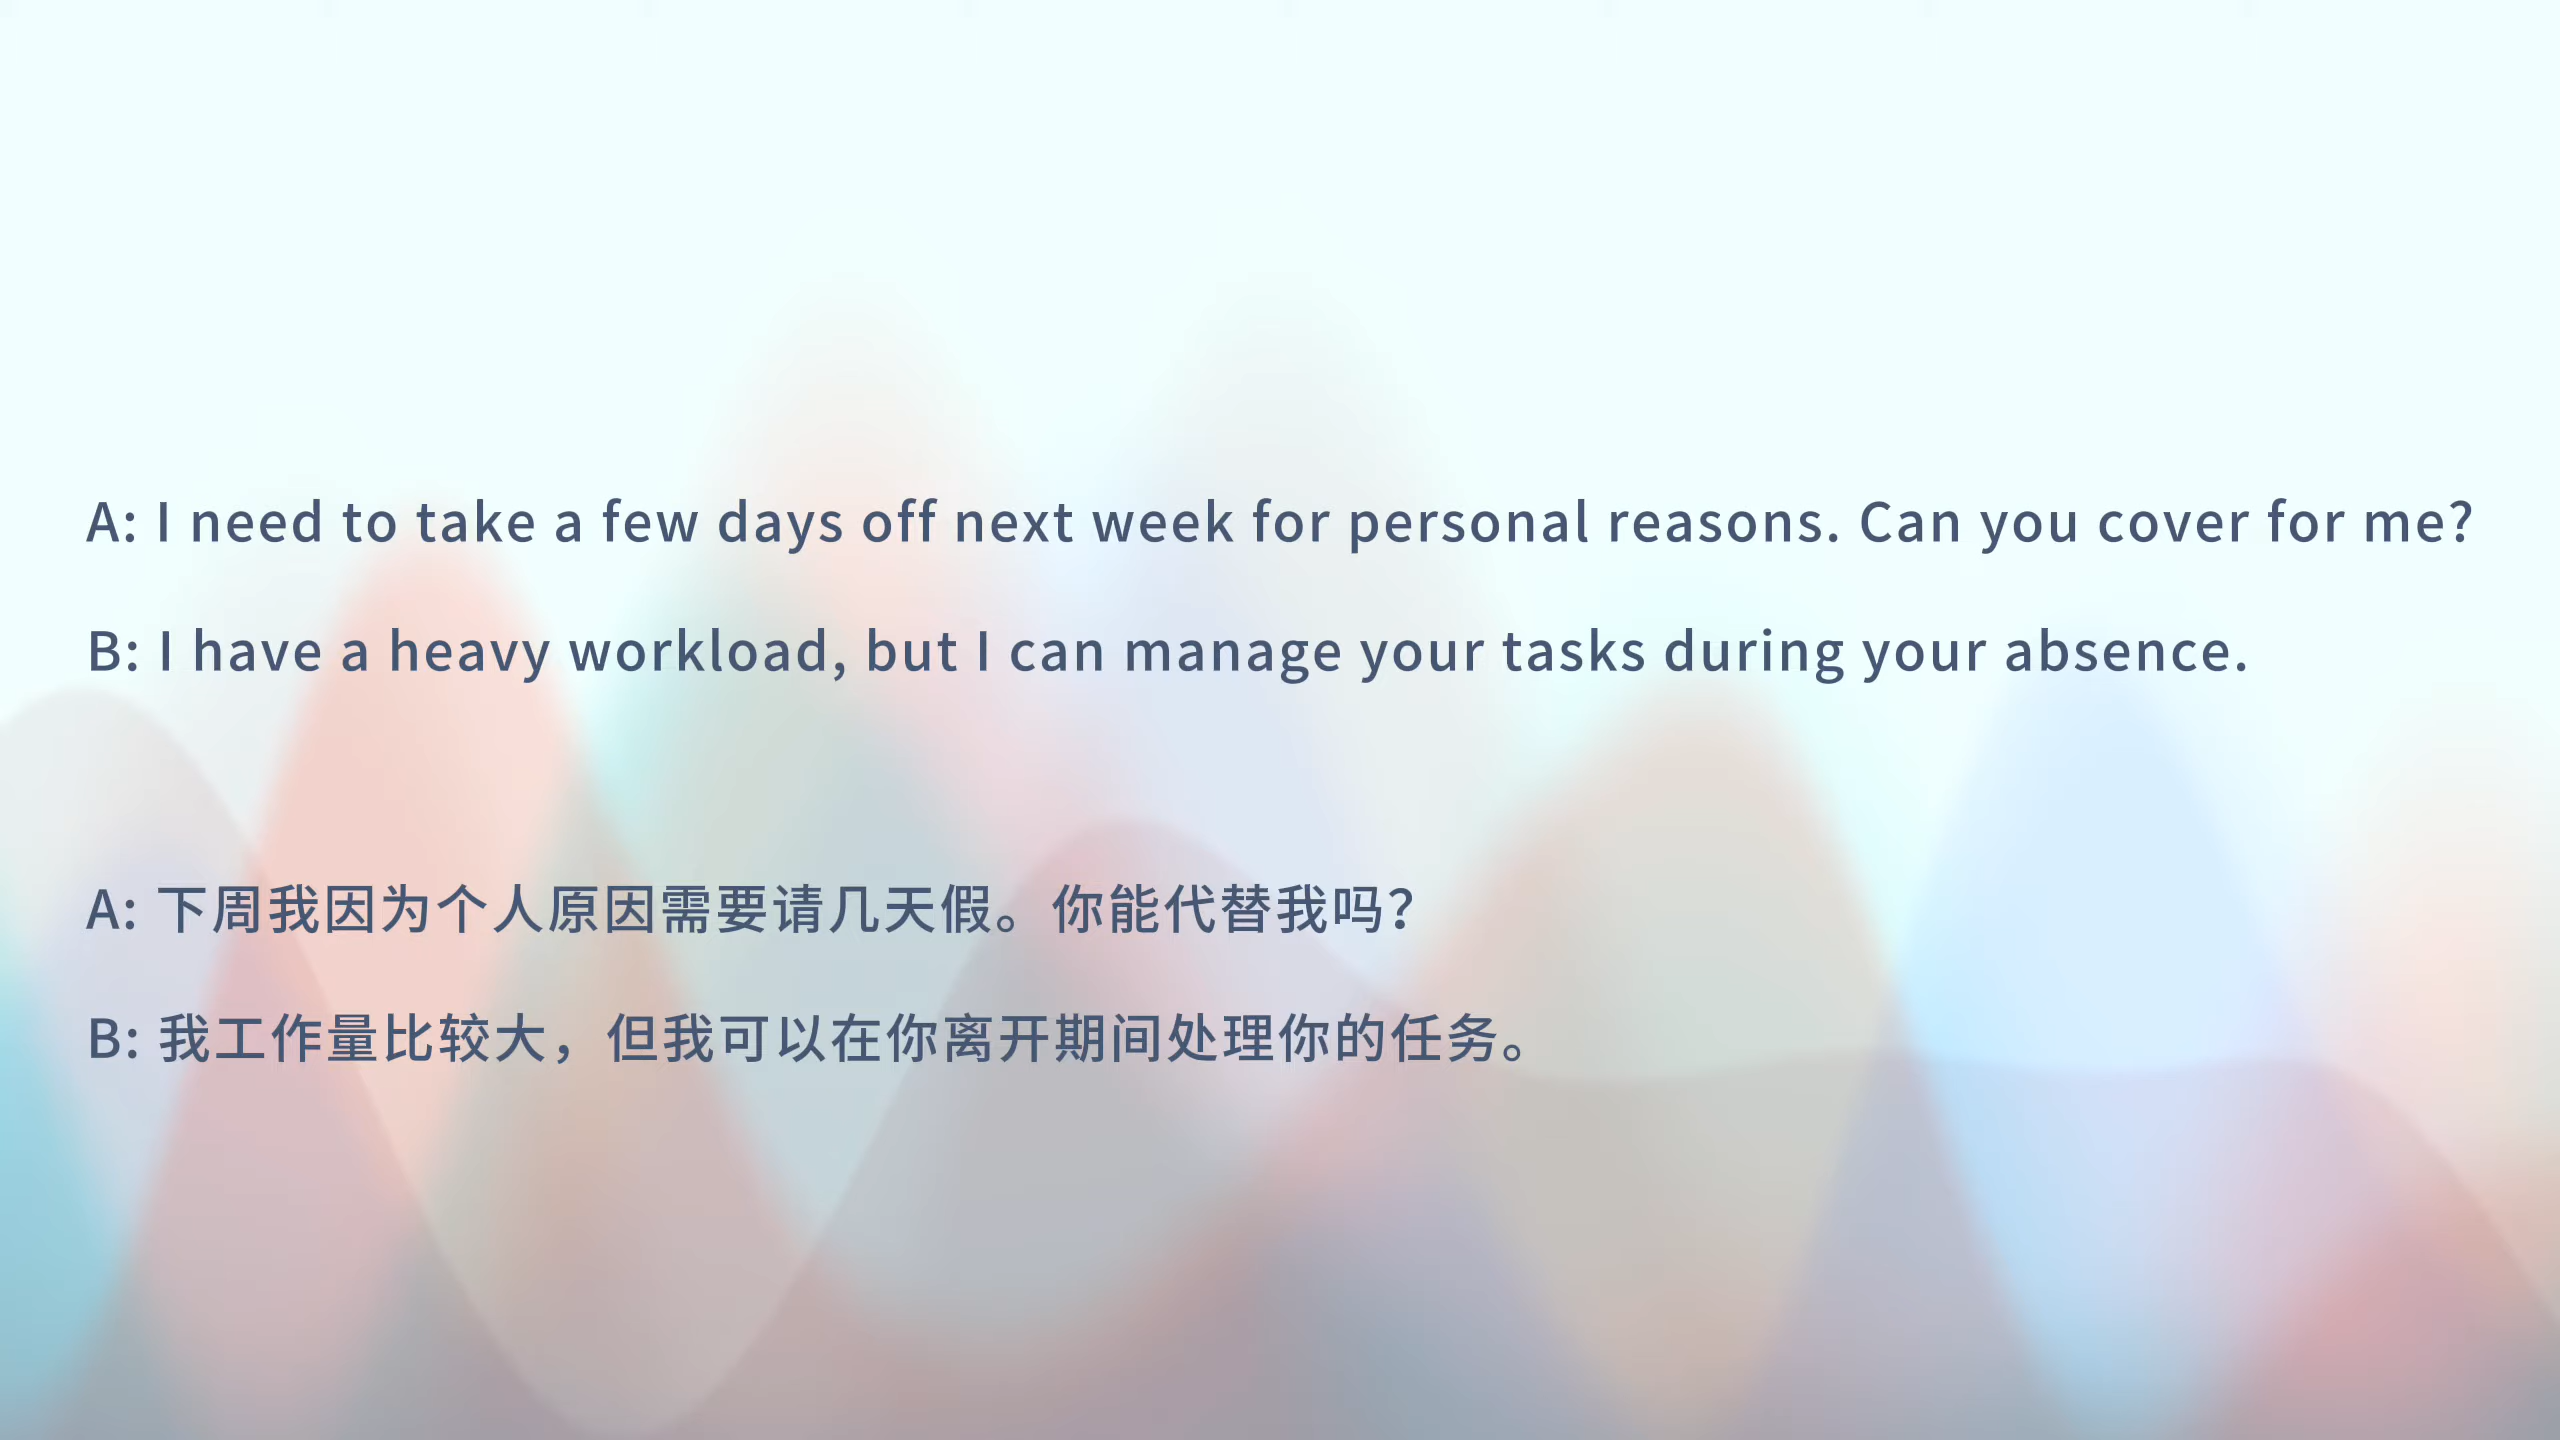 A: I need to take a few days off next week for personal reasons. Can you cover for me?
B: I have a heavy workload, but I can manage your tasks during your absence.
A: 下周我因为个人原因需要请几天假。你能代替我吗？
B: 我工作量比较大，但我可以在你离开期间处理你的任务。